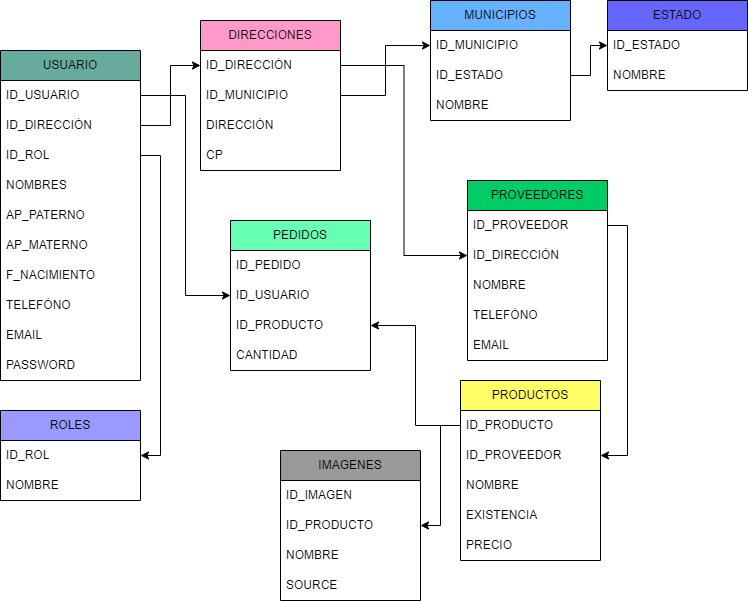 USUARIO
ID_USUARIO
ID_DIRECCIÓN
ID_ROL
NOMBRES
AP_PATERNO
AP_MATERNO
F_NACIMIENTO
TELEFÓNO
EMAIL
PASSWORD
ROLES
ID_ROL
NOMBRE
DIRECCIONES
ID_DIRECCIÓN
ID_MUNICIPIO
DIRECCIÓN
CP
PEDIDOS
ID_PEDIDO
ID_USUARIO
ID_PRODUCTO
CANTIDAD
IMAGENES
ID_IMAGEN
ID_PRODUCTO
NOMBRE
SOURCE
MUNICIPIOS
ID_MUNICIPIO
ID_ESTADO
NOMBRE
ESTADO
ID_ESTADO
NOMBRE
PROVEEDORES
ID_PROVEEDOR
ID_DIRECCIÓN
NOMBRE
TELEFÓNO
EMAIL
PRODUCTOS
ID_PRODUCTO
ID_PROVEEDOR
NOMBRE
EXISTENCIA
PRECIO